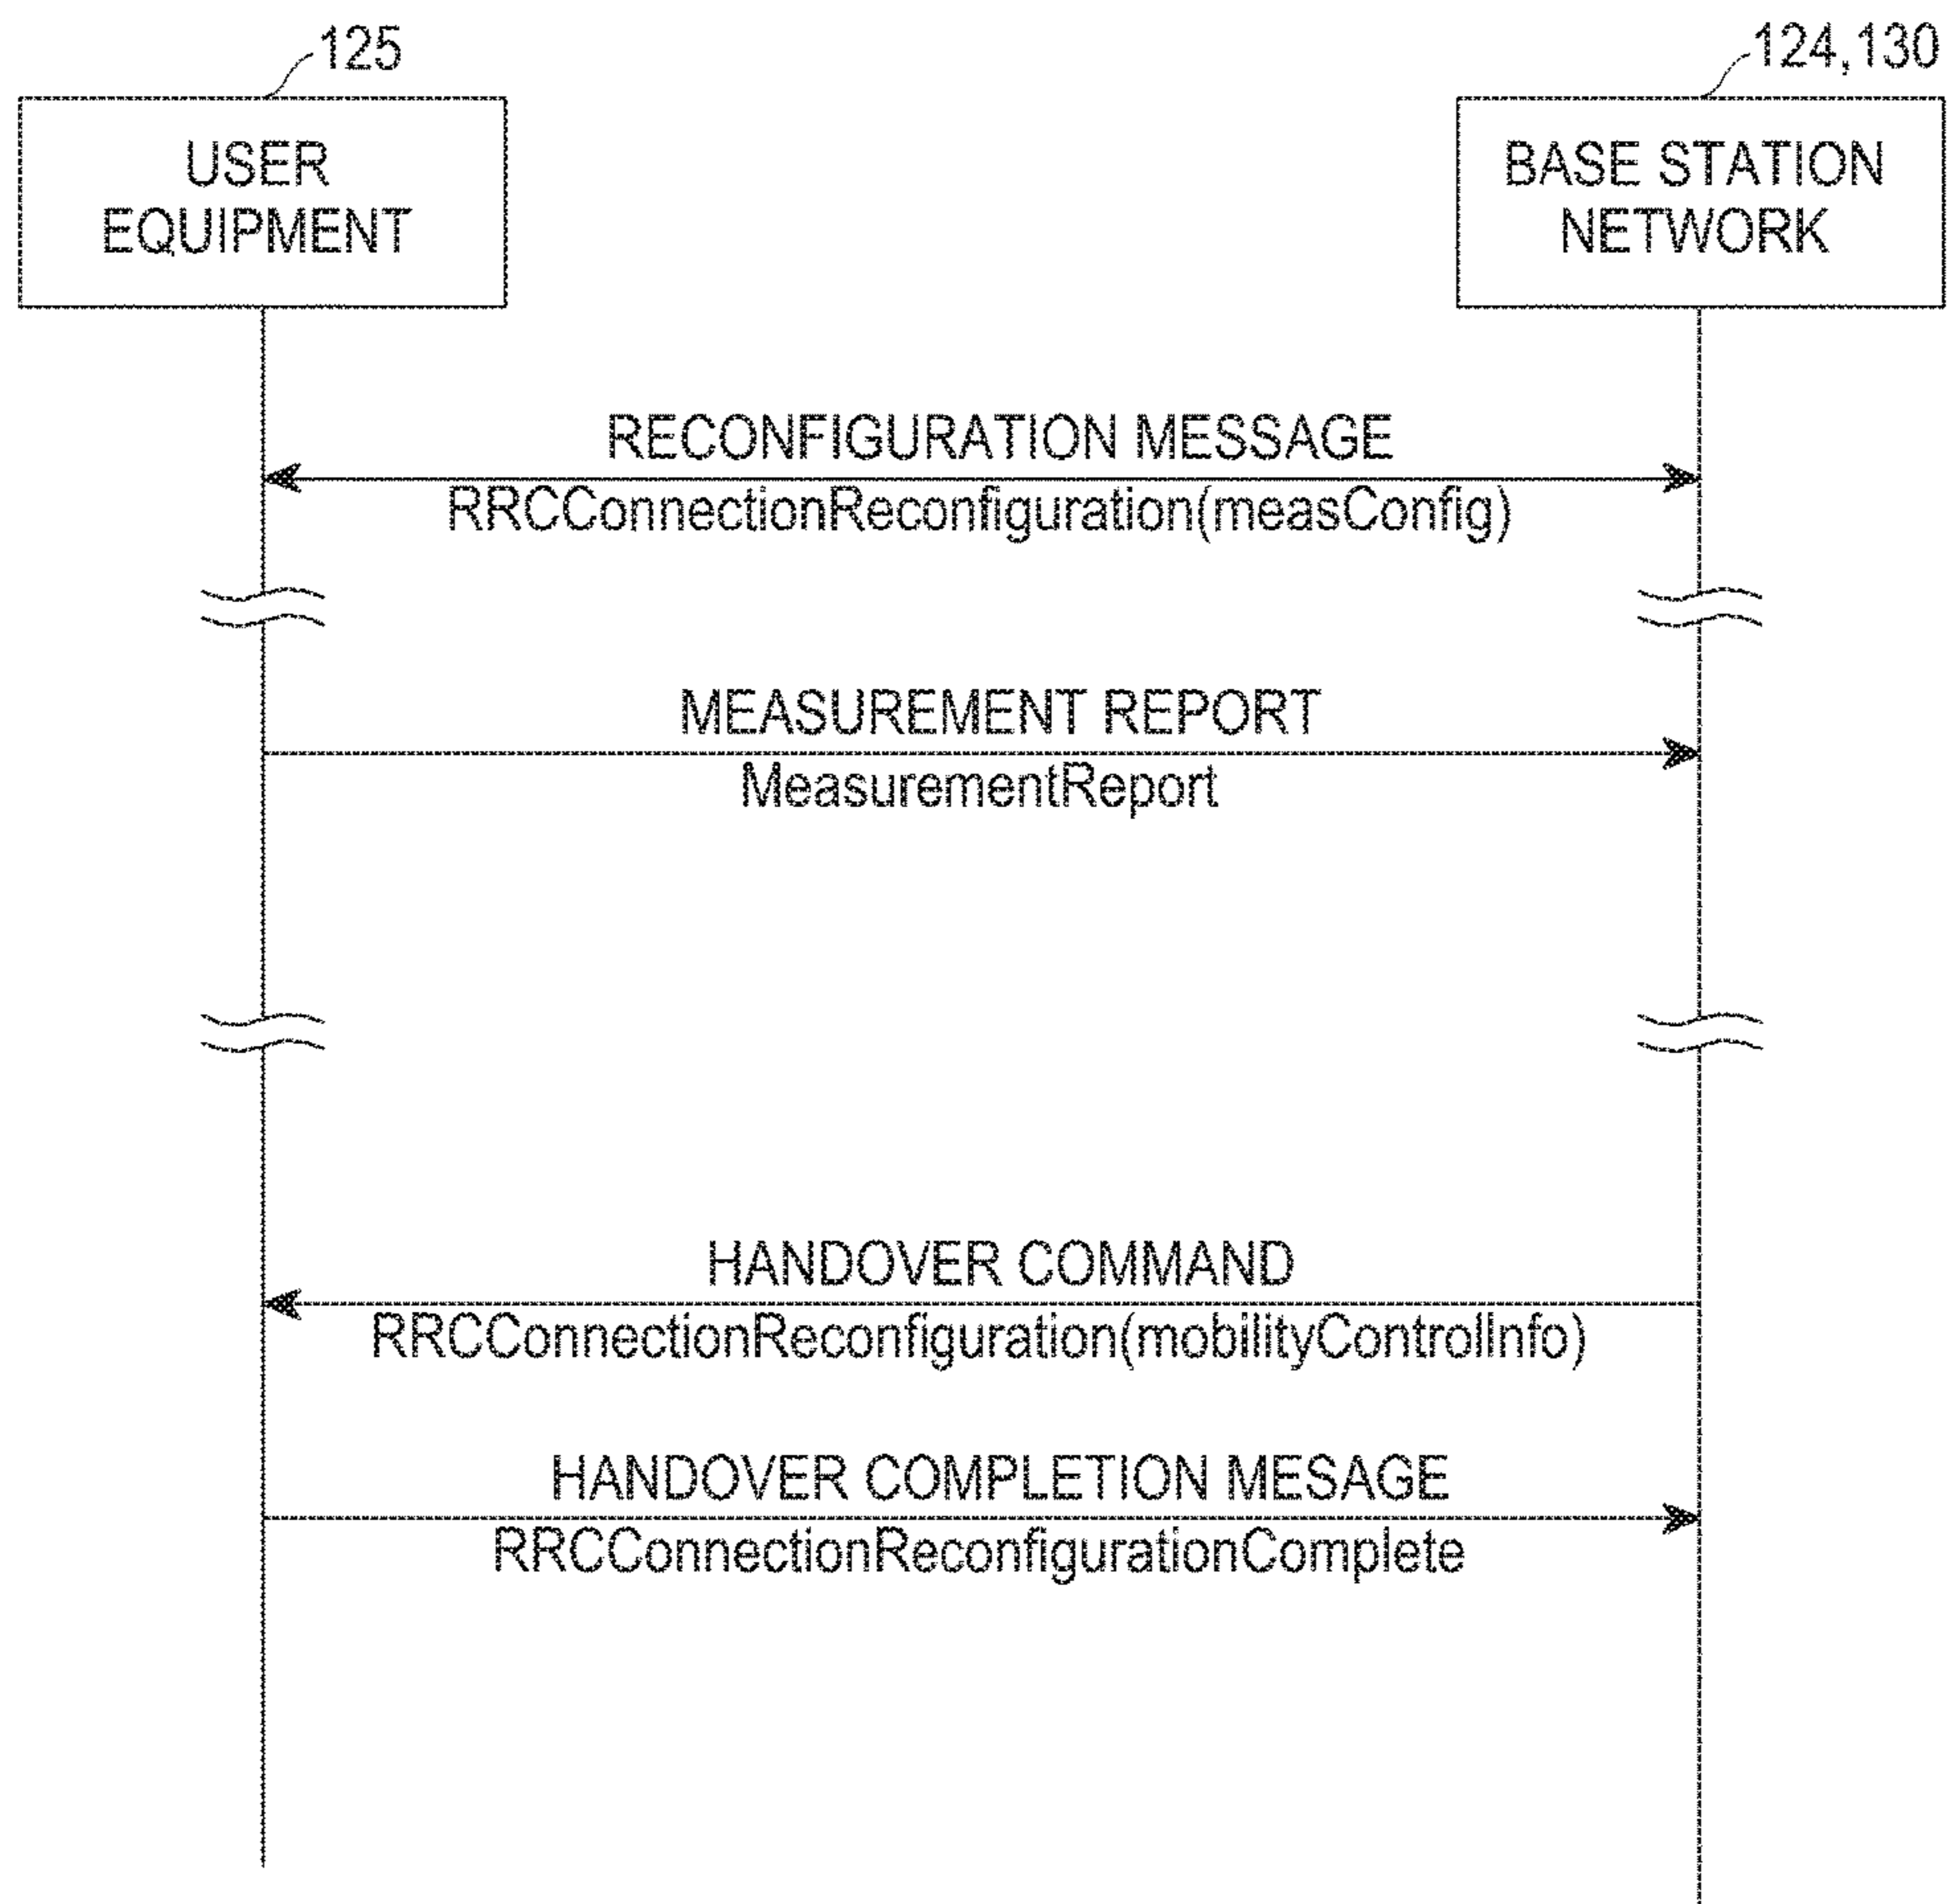 125
124,130
USER
EQUIPMENT
BASE STATION
NETWORK
RECONFIGURATION MESSAGE
RRCConnectionReconfiguration(measConfig)
MEASUREMENT REPORT
MeasurementReport
HANDOVER COMMAND
RRCConnectionReconfiguration(mobilityControlInfo)
HANDOVER COMPLETION MESAGE
RRCConnectionReconfigurationComplete